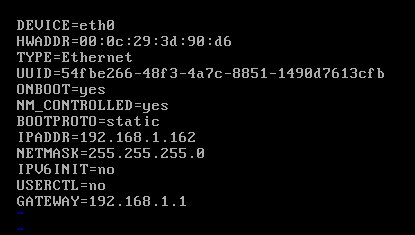 DEVICE=eth0
HWADDR=00:0c:29:3d:90:d6
TYPE=Ethernet
UUID=54fbe266-48f3-4a7c-8851-1490d7613cfb
ONBOOT=yes
NM_CONTROLLED=yes
BOOTPROTO=static
IPADDR=192.168.1.162
NETMASK=255.255.255.0
IPV6INIT=no
USERCTL=no
GATEWAY=192.168.1.1
~
~